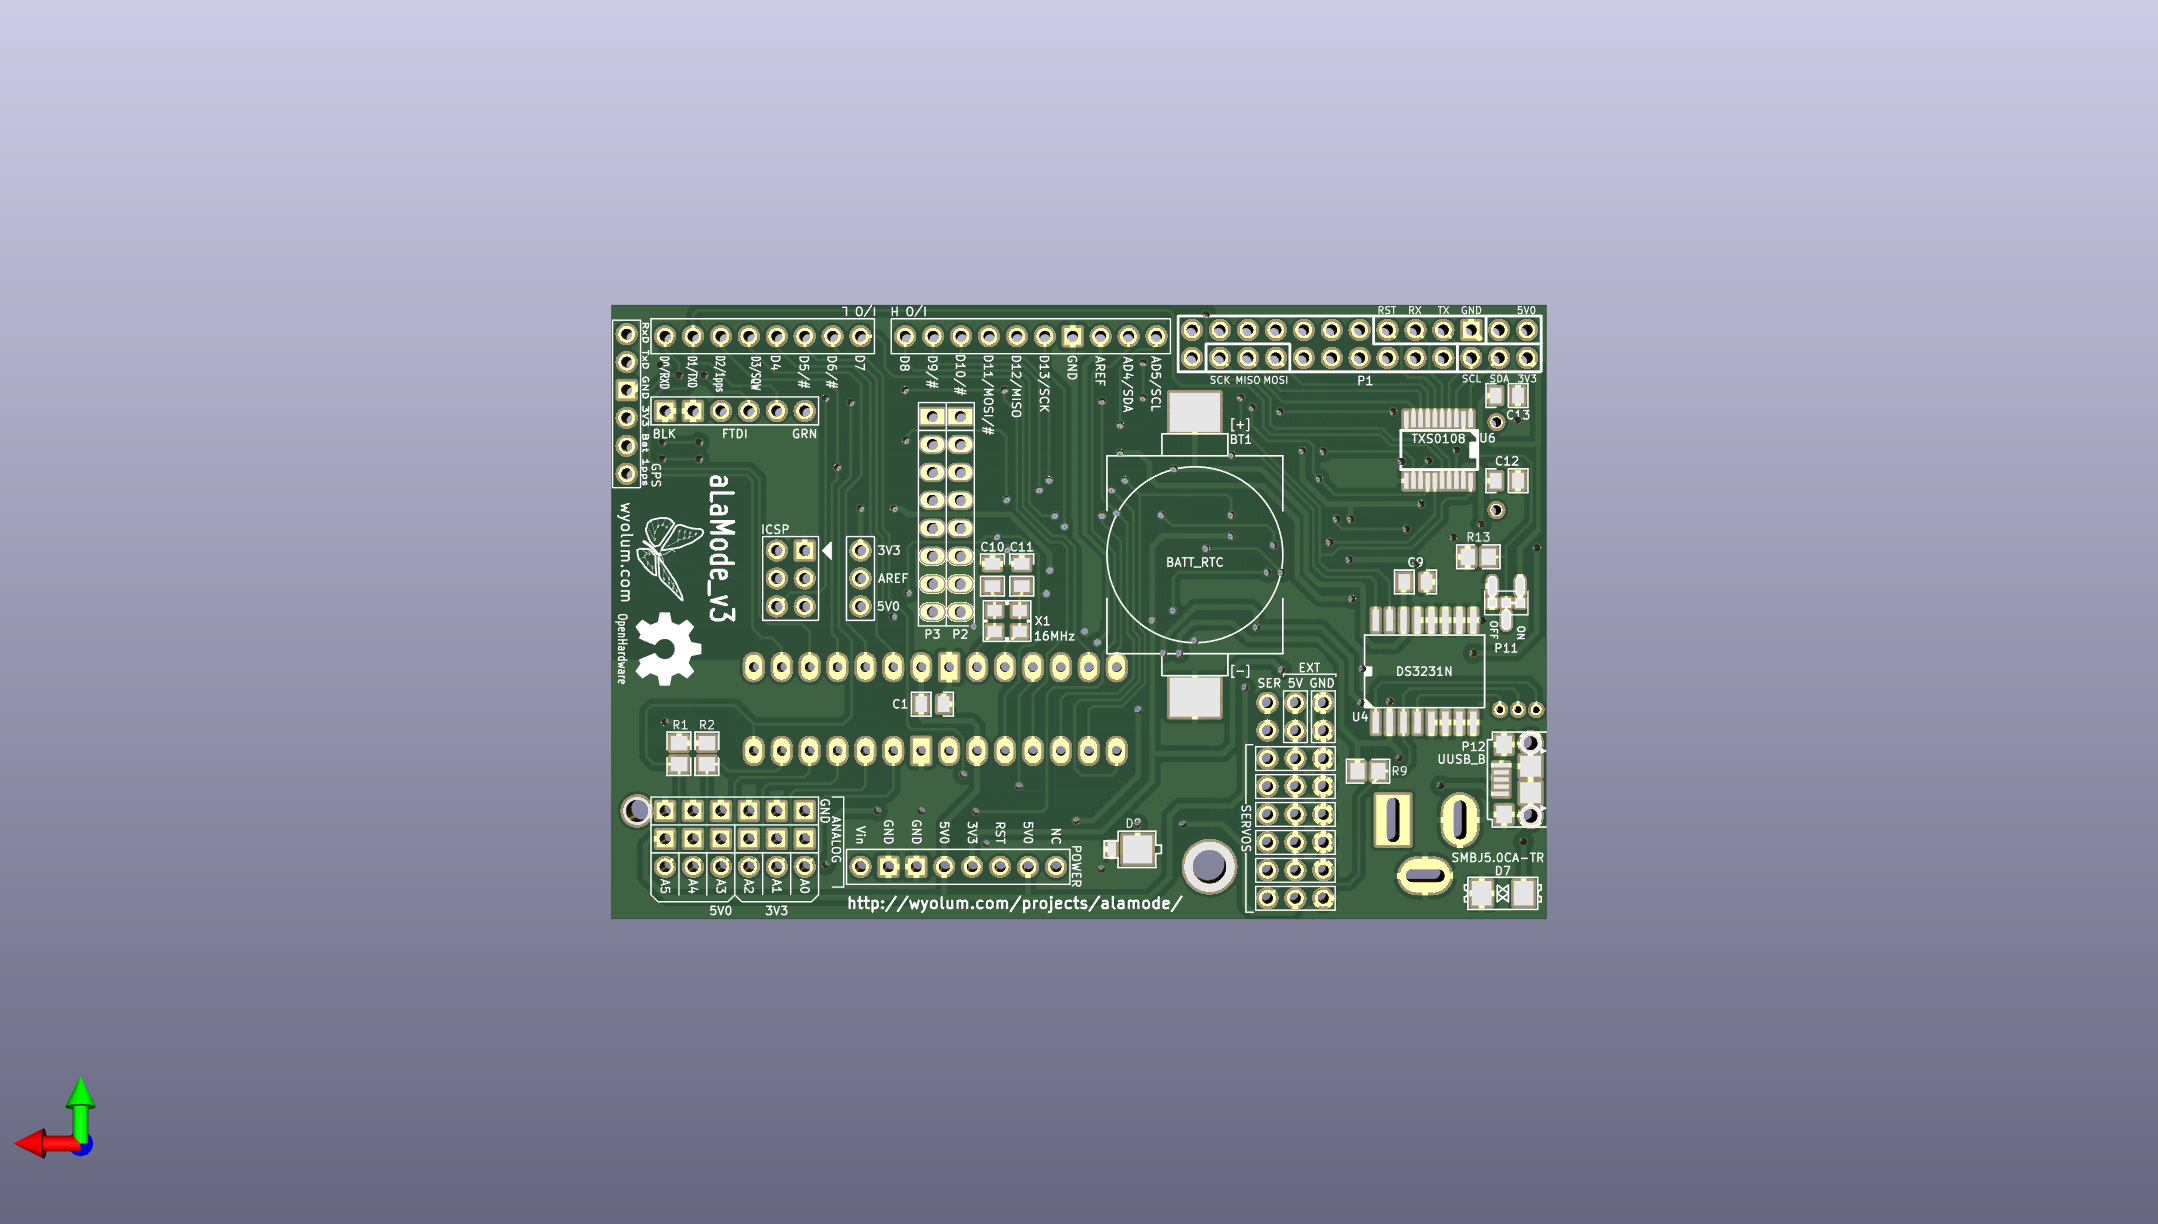 I/O L
I/O H
RST RX TX GND 5V0
RxD TxD GND 3V3 Bat 1pps
GPS
D1/TXO
D2/1pps
D3/SQW
D4
D5/#
D6/#
D7
D8
D9/#
D10/#
D11/MOSI/#
D12/MISO
D13/SCK
GND
AREF
AD4/SDA
AD5/SCL
SCK MISO MOSI
P1
SCL SDA 3V3
C13
BLK FTDI GRN
[+]
BT1
TXS0108
U6
C12
aLaMode_v3
wyolum.com
OpenHardware
ICSP
3V3
AREF
5V0
C10 C11
X1
16MHz
P3 P2
BATT_RTC
R13
C9
OFF
ON
P11
DS3231N
U4
[-]
EXT
SER 5V GND
C1
R1 R2
P12
UUSB_B
R9
SERVOS
GND
ANALOG
Vin
GND
GND
5V0
3V3
RST
5V0
NC
POWER
A5
A4
A3
A2
A1
A0
5V0 3V3
SMBJ5.0CA-TR
D7
http://wyolum.com/projects/alamode/